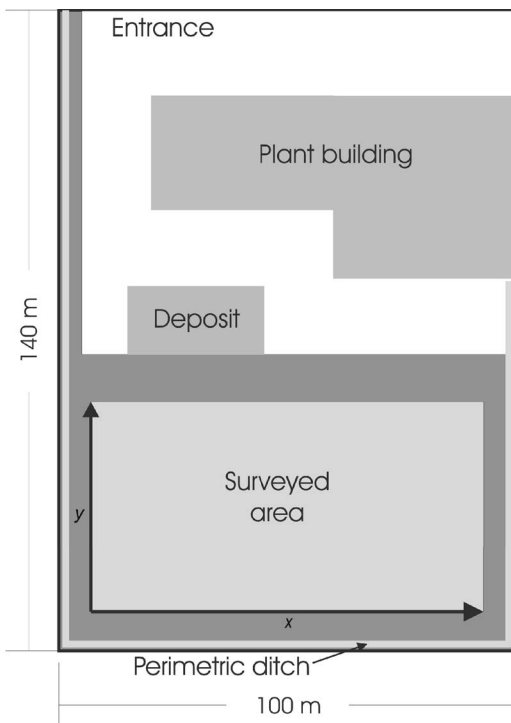 Entrance
Plant building
Deposit
140 m
Surveyed
area
y
x
Perimetric ditch
100 m